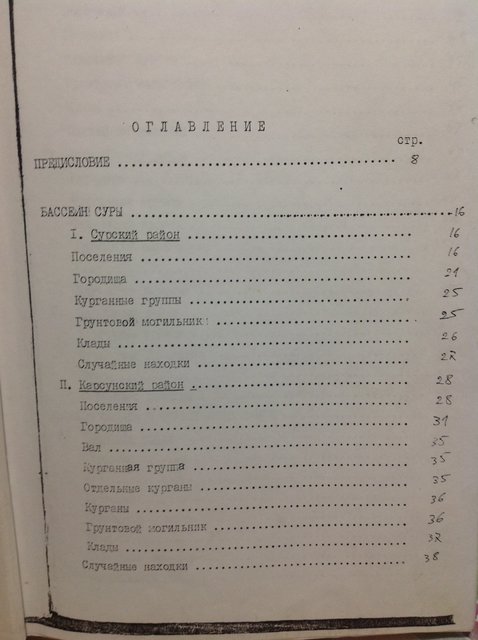 ОГЛАВЛЕНИЕ
стр.
ПРЕДИСЛОВИЕ ........ 8
БАССЕЙН СУРЫ ........ 16
I. Сурский район ........ 16
Поселения ........ 16
Городища ........ 21
Курганные группы ........ 25
Грунтовой могильник ........ 25
Клады ........ 26
Случайные находки ........ 27
П. Карсунский район ........ 28
Поселения ........ 28
Городища ........ 31
Вал ........ 35
Курганная группа ........ 35
Отдельные курганы ........ 35
Курганы ........ 36
Грунтовой могильник ........ 36
Клады ........ 37
Случайные находки ........ 38